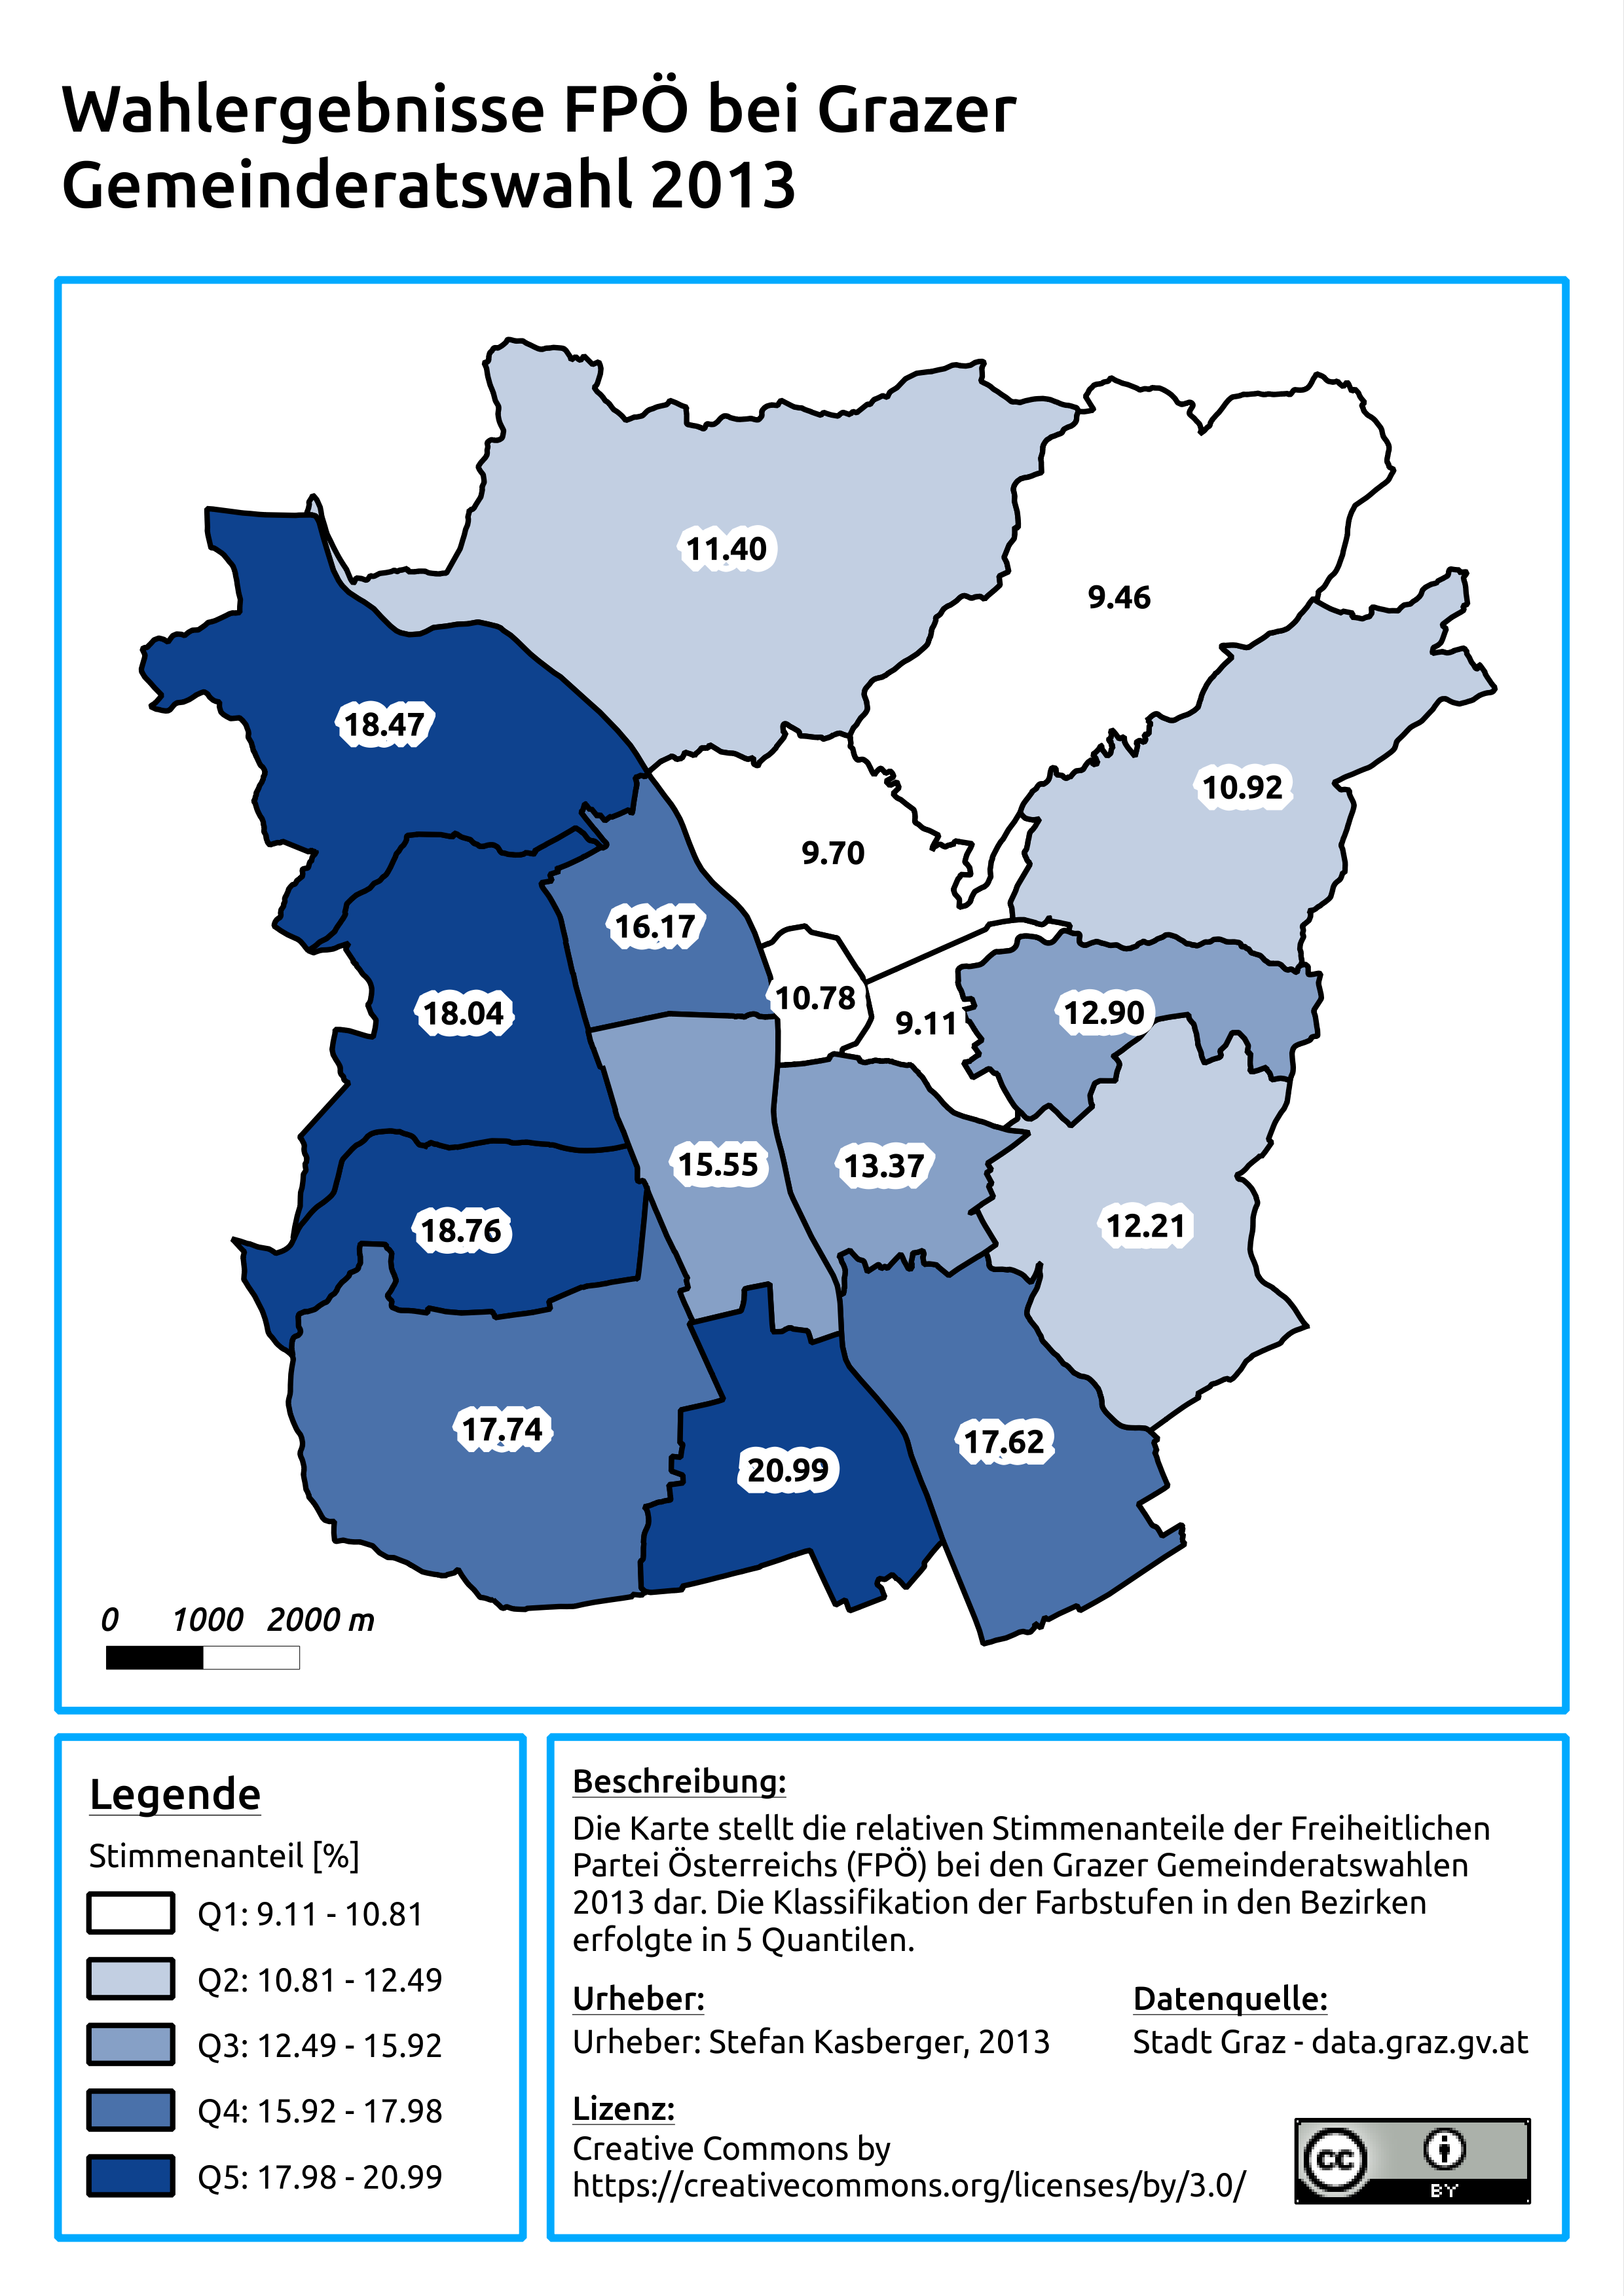 Wahlergebnisse FPÖ bei Grazer
Gemeinderatswahl 2013
11.40
9.46
18.47
10.92
9.70
16.17
10.78
18.04
12.90
9.11
15.55
13.37
18.76
12.21
17.74
17.62
20.99
0 1000 2000 m
Legende
Stimmenanteil [%]
Q1: 9.11 - 10.81
Q2: 10.81 - 12.49
Q3: 12.49 - 15.92
Q4: 15.92 - 17.98
Q5: 17.98 - 20.99
Beschreibung:
Die Karte stellt die relativen Stimmenanteile der Freiheitlichen
Partei Österreichs (FPÖ) bei den Grazer Gemeinderatswahlen
2013 dar. Die Klassifikation der Farbstufen in den Bezirken
erfolgte in 5 Quantilen.
Urheber:
Urheber: Stefan Kasberger, 2013
Datenquelle:
Stadt Graz - data.graz.gv.at
Lizenz:
Creative Commons by
https://creativecommons.org/licenses/by/3.0/
cc
BY